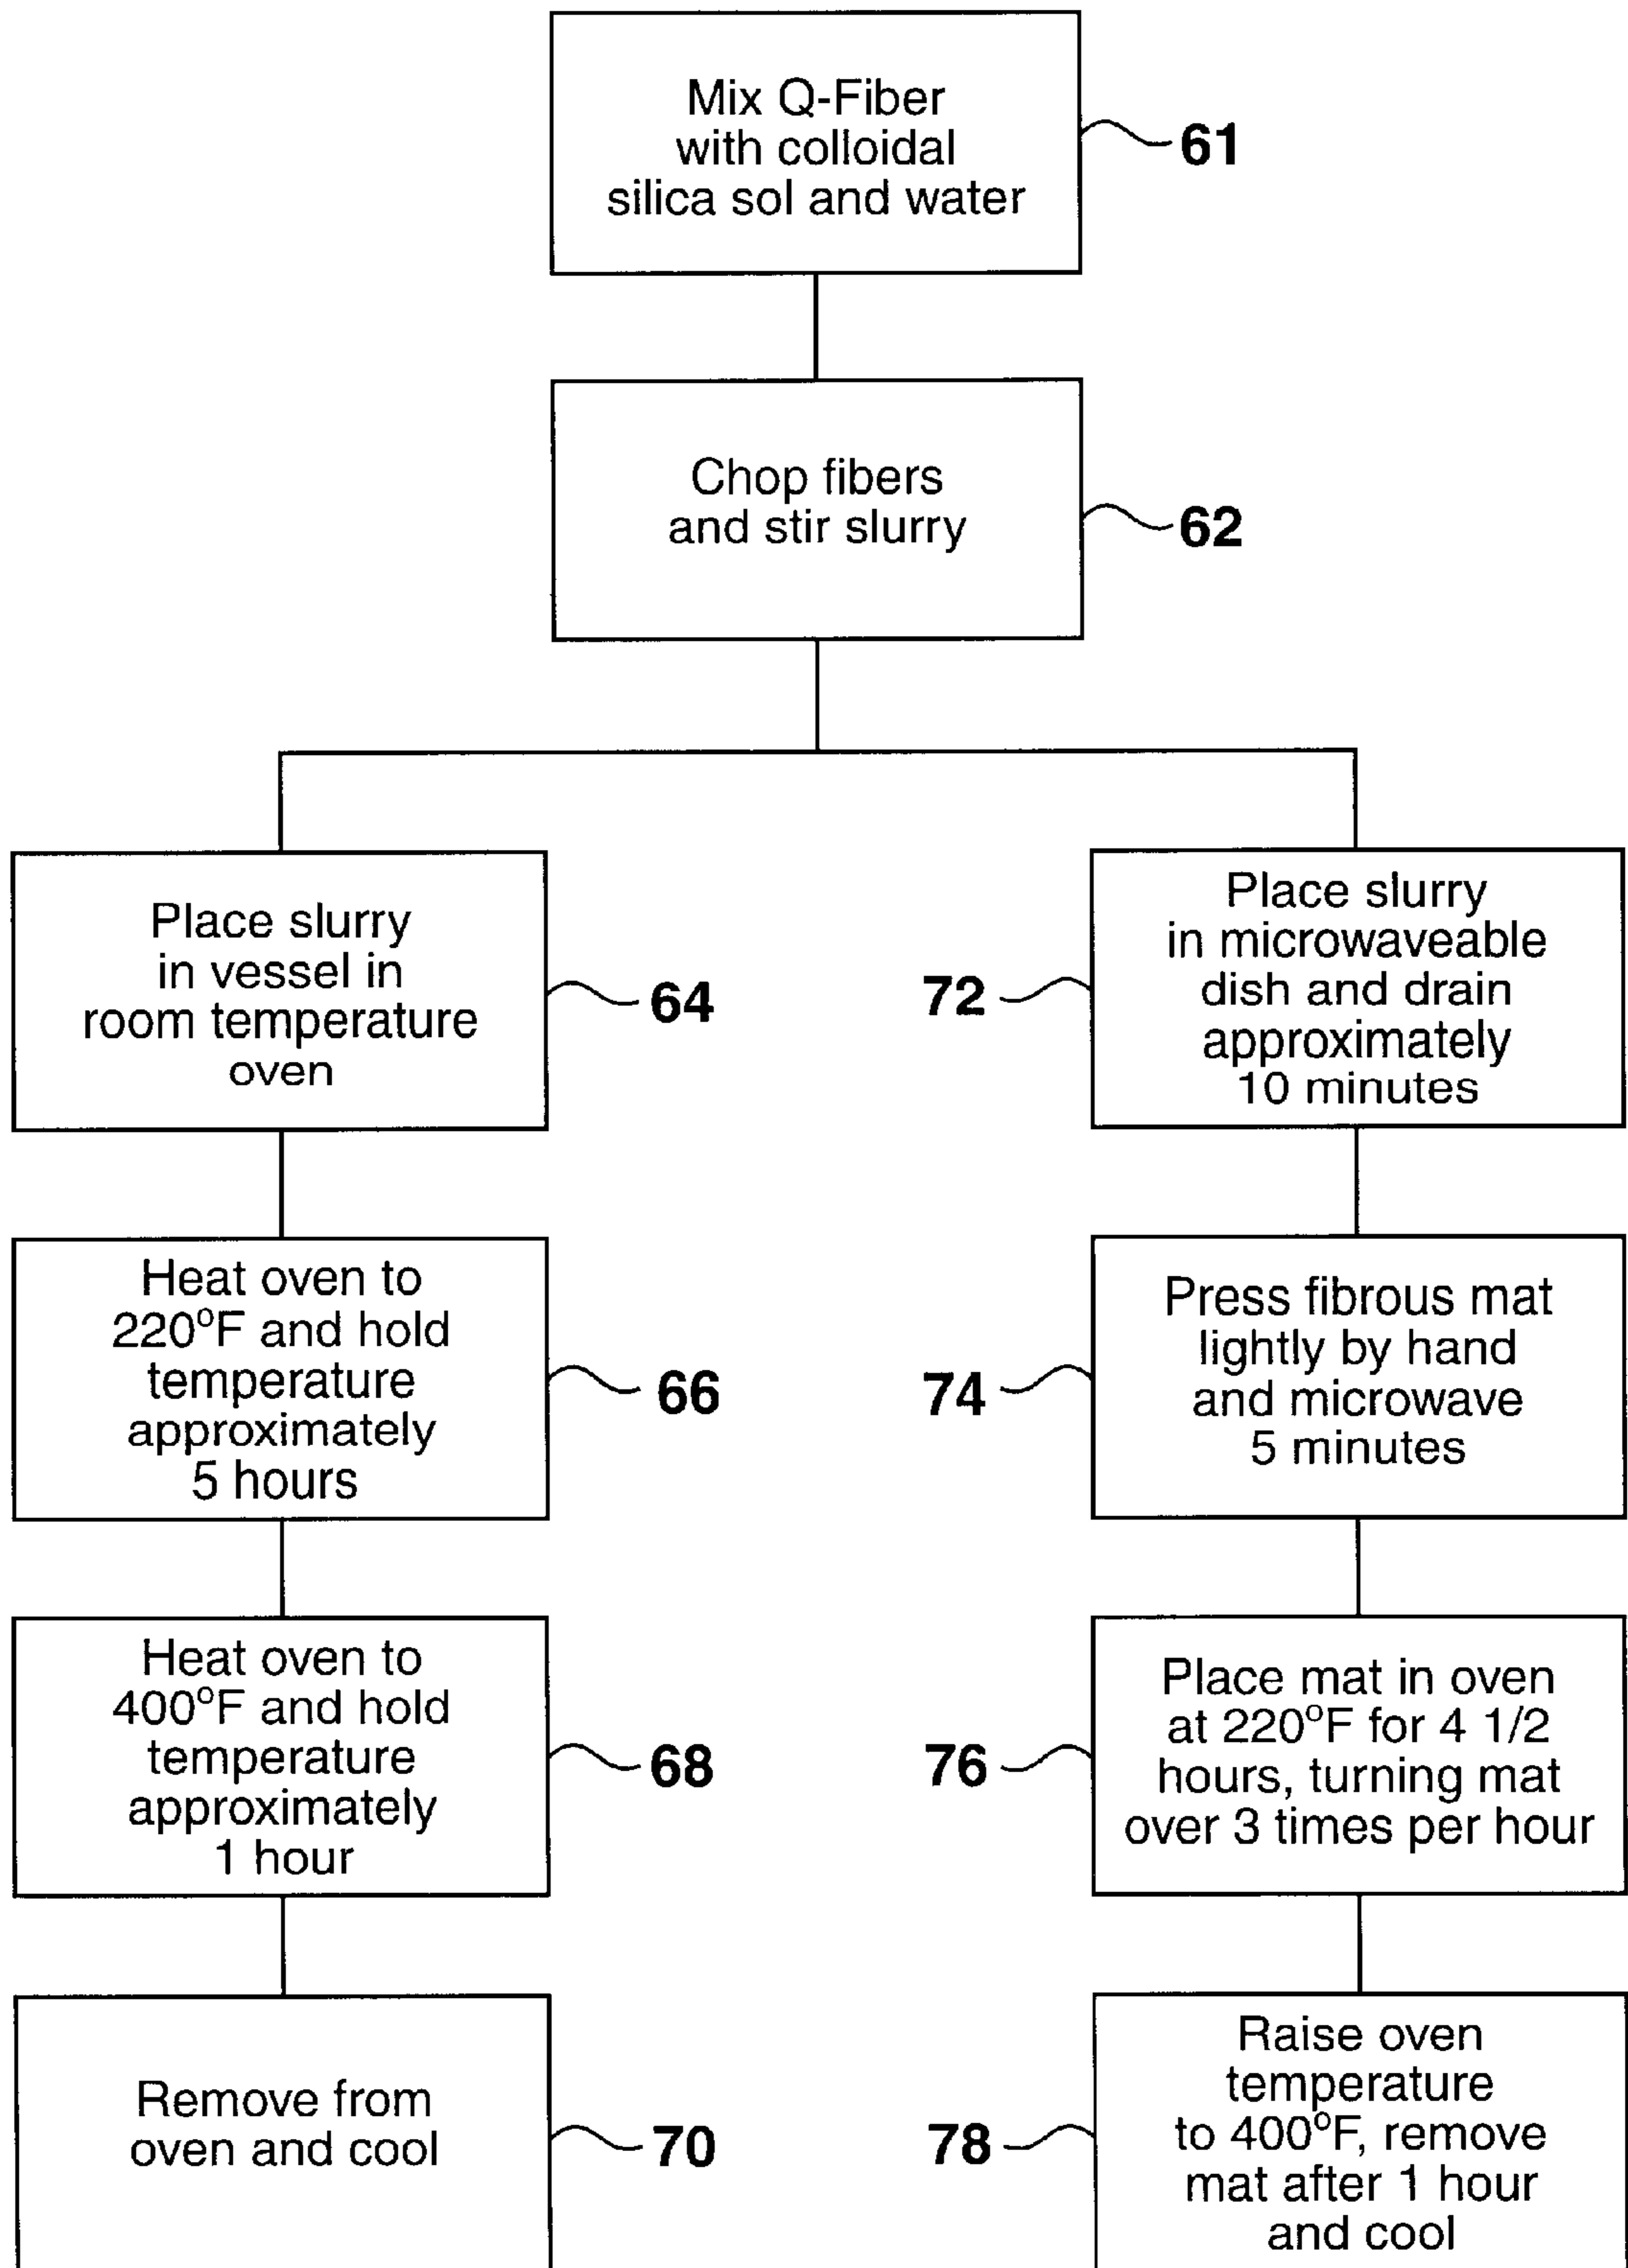 Mix Q-Fiber
with colloidal
silica sol and water
61
Chop fibers
and stir slurry
62
Place slurry
in vessel in
room temperature
oven
64
Heat oven to
220°F and hold
temperature
approximately
5 hours
66
Heat oven to
400°F and hold
temperature
approximately
1 hour
68
Remove from
oven and cool
70
Place slurry
in microwaveable
dish and drain
approximately
10 minutes
72
Press fibrous mat
lightly by hand
and microwave
5 minutes
74
Place mat in oven
at 220°F for 4 1/2
hours, turning mat
over 3 times per hour
76
Raise oven
temperature
to 400°F, remove
mat after 1 hour
and cool
78